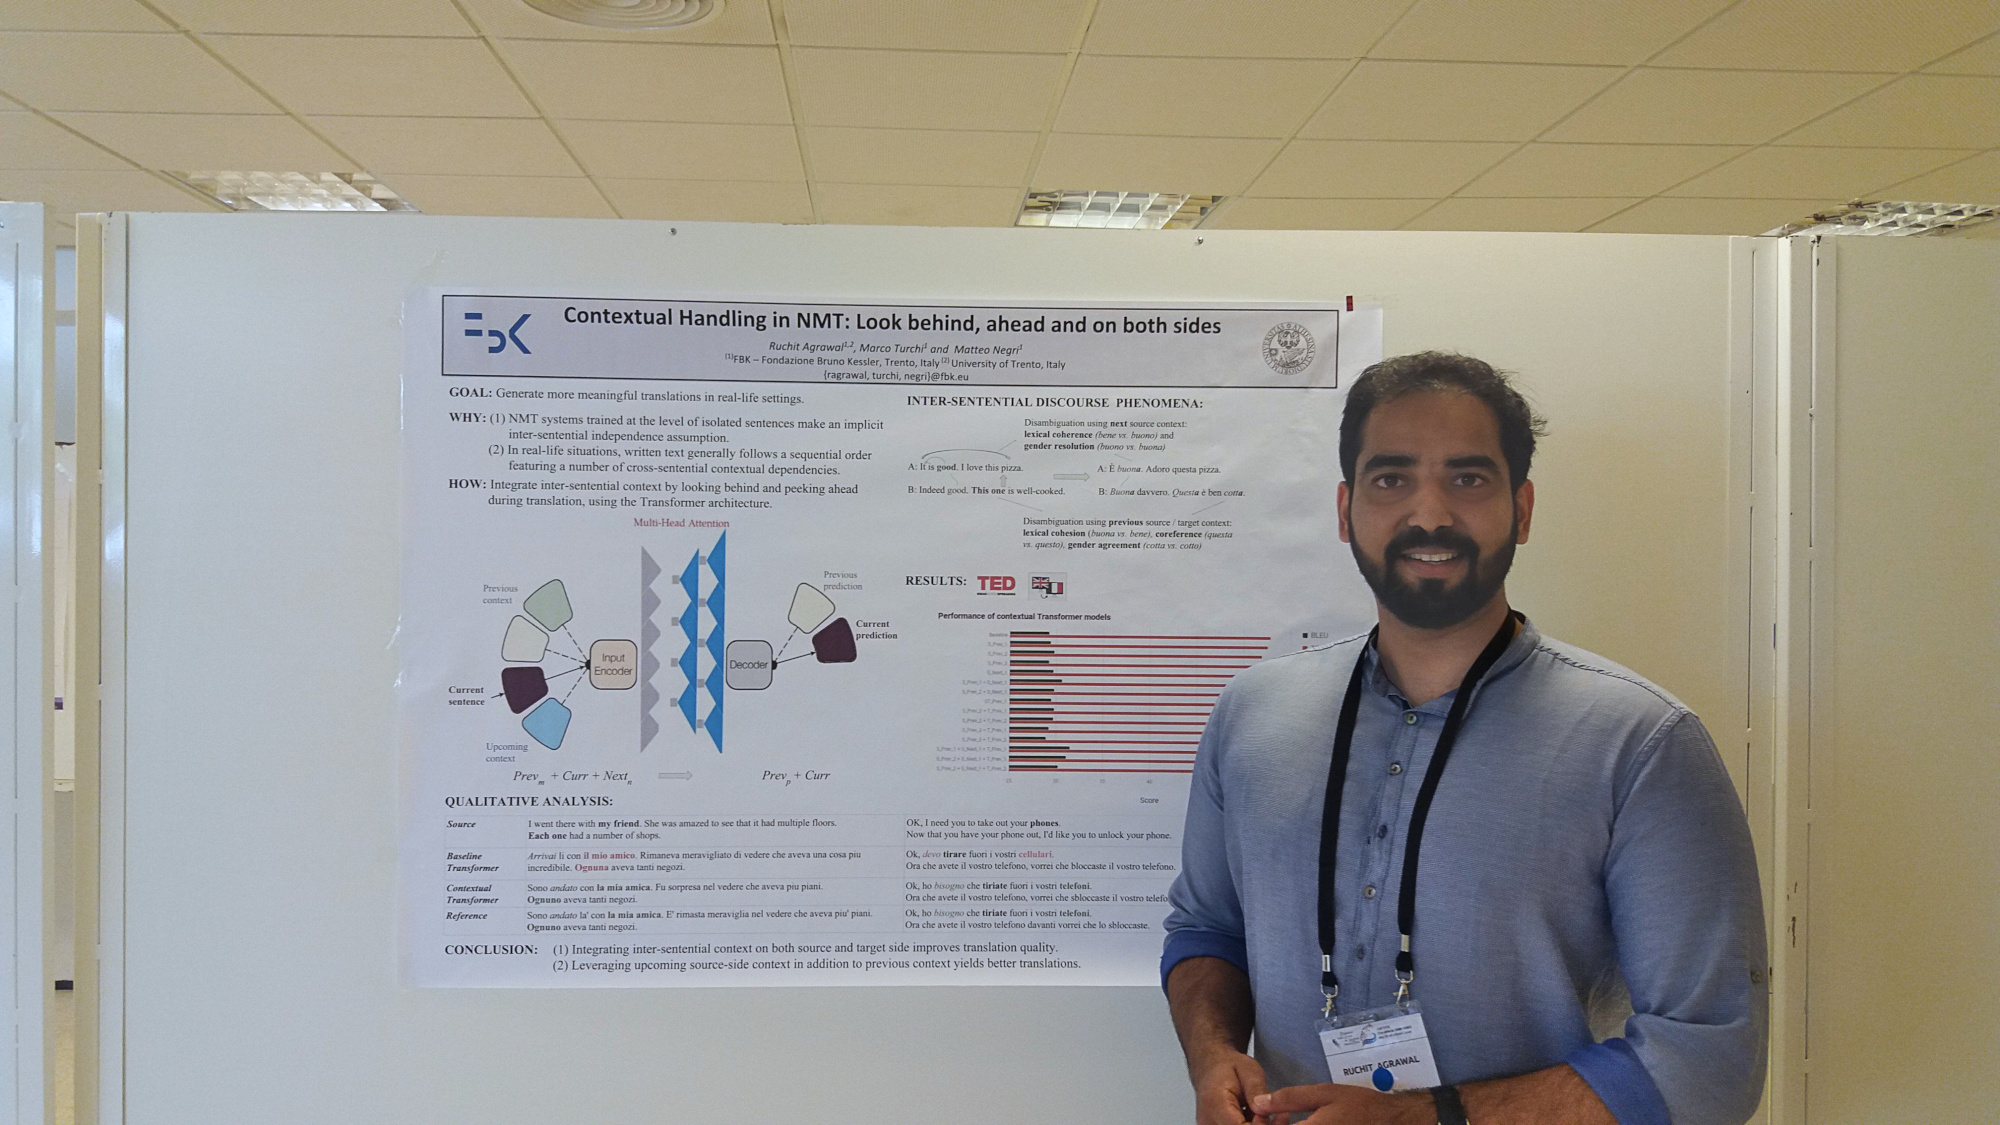 FBK
Contextual Handling in NMT: Look behind, ahead and on both sides
Ruchit Agrawal1,2, Marco Turchi1 and Matteo Negri1
(1)FBK – Fondazione Bruno Kessler, Trento, Italy (2) University of Trento, Italy
{ragrawal, turchi, negri}@fbk.eu
GOAL: Generate more meaningful translations in real-life settings.
WHY: (1) NMT systems trained at the level of isolated sentences make an implicit
inter-sentential independence assumption.
(2) In real-life situations, written text generally follows a sequential order
featuring a number of cross-sentential contextual dependencies.
HOW: Integrate inter-sentential context by looking behind and peeking ahead
during translation, using the Transformer architecture.
Multi-Head Attention
Previous
context
Current
sentence
Upcoming
context
Input
Encoder
Decoder
Previous
prediction
Current
prediction
Prevm + Curr + Nextn
Prevp + Curr
INTER-SENTENTIAL DISCOURSE PHENOMENA:
Disambiguation using next source context:
lexical coherence (bene vs. buono) and
gender resolution (buono vs. buona)
A: It is good. I love this pizza.
A: È buona. Adoro questa pizza.
B: Indeed good. This one is well-cooked.
B: Buona davvero. Questa è ben cotta.
Disambiguation using previous source / target context:
lexical cohesion (buona vs. bene), coreference (questa
vs. questo), gender agreement (cotta vs. cotto)
RESULTS: TED
Performance of contextual Transformer models
BLEU
Score
QUALITATIVE ANALYSIS:
Source
I went there with my friend. She was amazed to see that it had multiple floors.
Each one had a number of shops.
OK, I need you to take out your phones.
Now that you have your phone out, I'd like you to unlock your phone.
Baseline
Transformer
Arrivai li con il mio amico. Rimaneva meravigliato di vedere che aveva una cosa piu
incredibile. Ognuna aveva tanti negozi.
Ok, devo tirare fuori i vostri cellulari.
Ora che avete il vostro telefono, vorrei che bloccaste il vostro telefono.
Contextual
Transformer
Sono andato con la mia amica. Fu sorpresa nel vedere che aveva piu piani.
Ognuno aveva tanti negozi.
Ok, ho bisogno che tiriate fuori i vostri telefoni.
Ora che avete il vostro telefono, vorrei che sbloccaste il vostro telefo
Reference
Sono andato la' con la mia amica. E' rimasta meraviglia nel vedere che aveva piu' piani.
Ognuno aveva tanti negozi.
Ok, ho bisogno che tiriate fuori i vostri telefoni.
Ora che avete il vostro telefono davanti vorrei che lo sbloccaste.
CONCLUSION: (1) Integrating inter-sentential context on both source and target side improves translation quality.
(2) Leveraging upcoming source-side context in addition to previous context yields better translations.
RUCHIT AGRAWAL